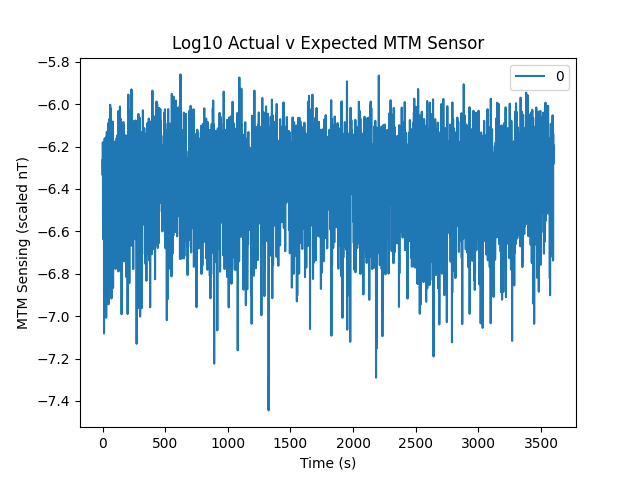 Log10 Actual v Expected MTM Sensor
0
MTM Sensing (scaled nT)
−5.8
−6.0
−6.2
−6.4
−6.6
−6.8
−7.0
−7.2
−7.4
0 500 1000 1500 2000 2500 3000 3500
Time (s)